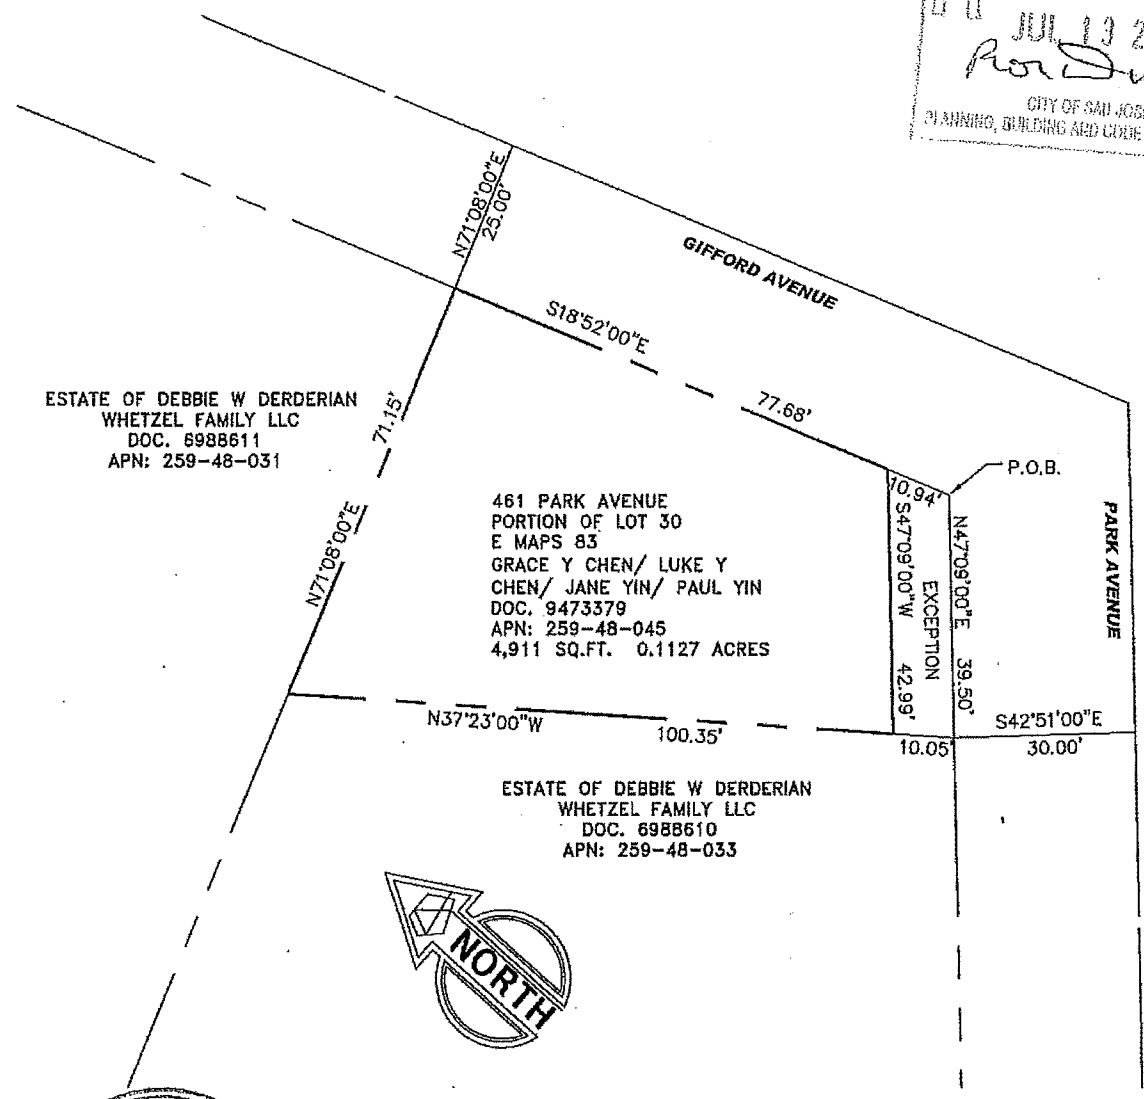 JUL 19 2
CITY OF SAN JOS
PLANNING, BUILDING AND CODE
N71°08'00"E
25.00'
GIFFORD AVENUE
S18°52'00"E
77.68'
ESTATE OF DEBBIE W DERDERIAN
WHETZEL FAMILY LLC
DOC. 6988611
APN: 259-48-031
71.15'
N71°08'00"E
P.O.B.
10.94'
461 PARK AVENUE
PORTION OF LOT 30
E MAPS 83
GRACE Y CHEN/ LUKE Y
CHEN/ JANE YIN/ PAUL YIN
DOC. 9473379
APN: 259-48-045
4,911 SQ.FT. 0.1127 ACRES
S47°09'00"W 42.99'
EXCEPTION
N47°09'00"E 39.50'
PARK AVENUE
N37°23'00"W 100.35'
10.05'
S42°51'00"E
30.00'
ESTATE OF DEBBIE W DERDERIAN
WHETZEL FAMILY LLC
DOC. 6988610
APN: 259-48-033
NORTH